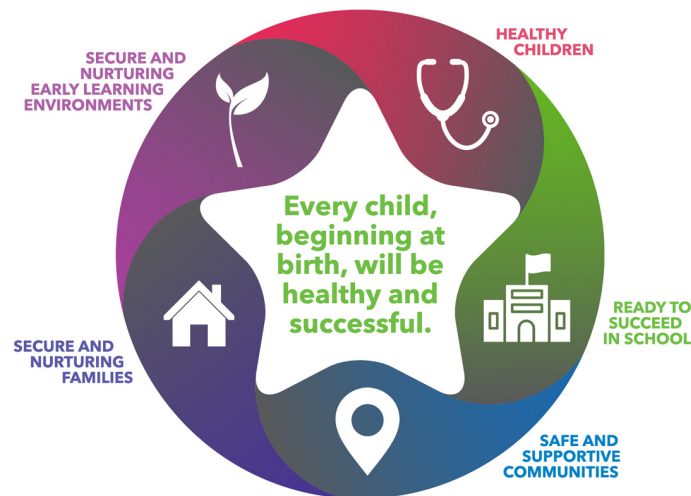 SECURE AND
NURTURING
EARLY LEARNING
ENVIRONMENTS
HEALTHY
CHILDREN
Every child,
beginning at
birth, will be
healthy and
successful.
READY TO
SUCCEED
IN SCHOOL
SECURE AND
NURTURING
FAMILIES
SAFE AND
SUPPORTIVE
COMMUNITIES